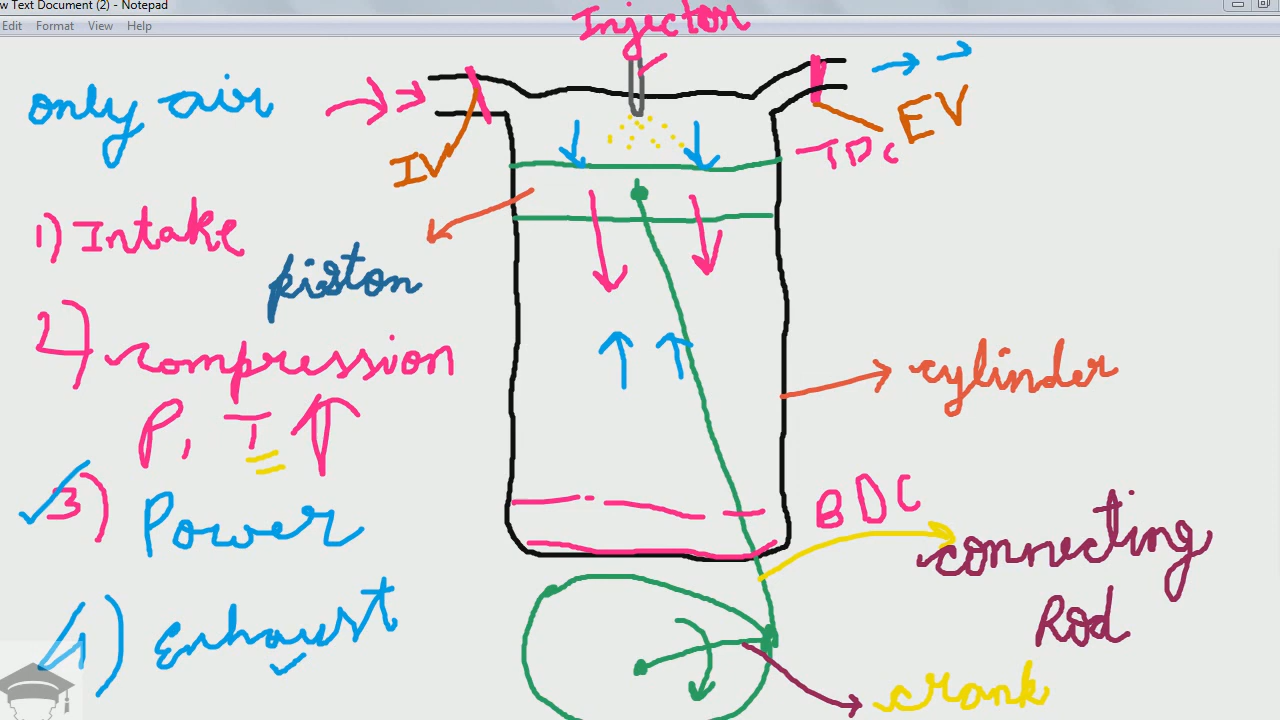 w Text Document (2) - Notepad
Edit Format View Help
Injector
only air
IV
EV
TDC
1) Intake
piston
2) compression
P, T
cylinder
3) Power
BDC
connecting
Rod
4) Exhaust
crank